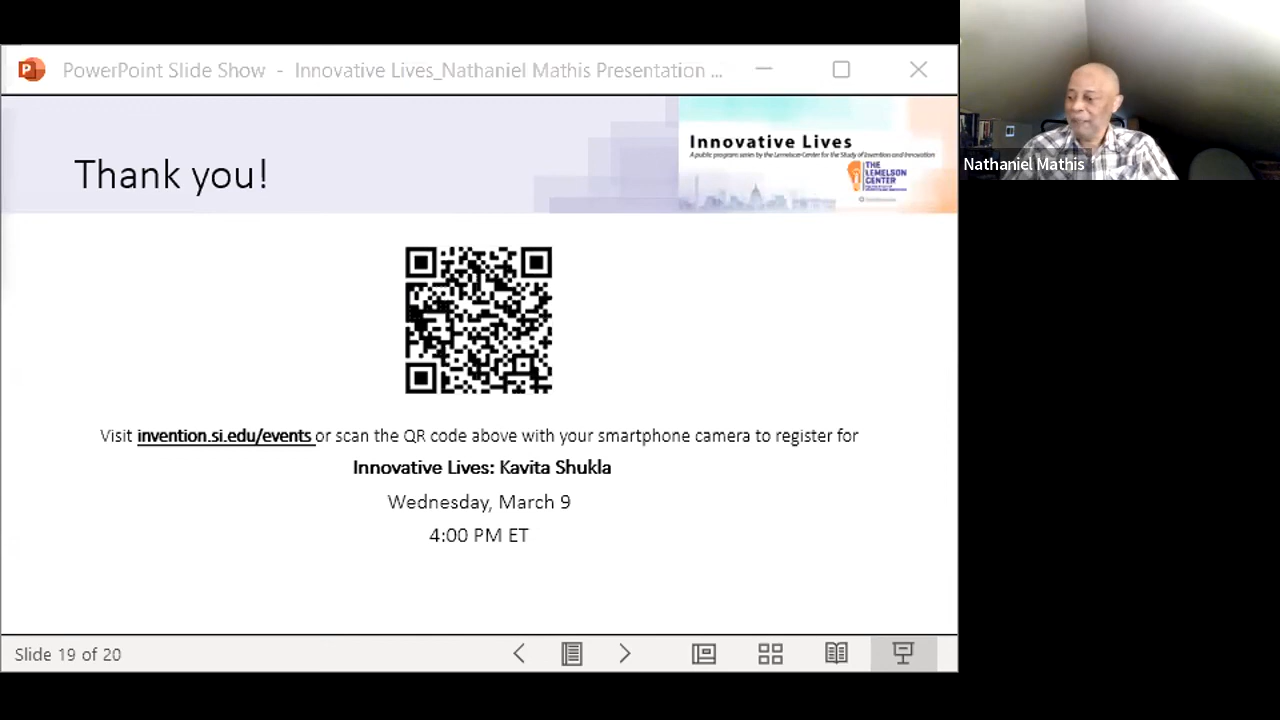 PowerPoint Slide Show - Innovative Lives_Nathaniel Mathis Presentation ...
Thank you!
Innovative Lives
A public program series by the Lemelson Center for the Study of Invention and Innovation
THE
LEMELSON
CENTER
Nathaniel Mathis
Visit invention.si.edu/events or scan the QR code above with your smartphone camera to register for
Innovative Lives: Kavita Shukla
Wednesday, March 9
4:00 PM ET
Slide 19 of 20